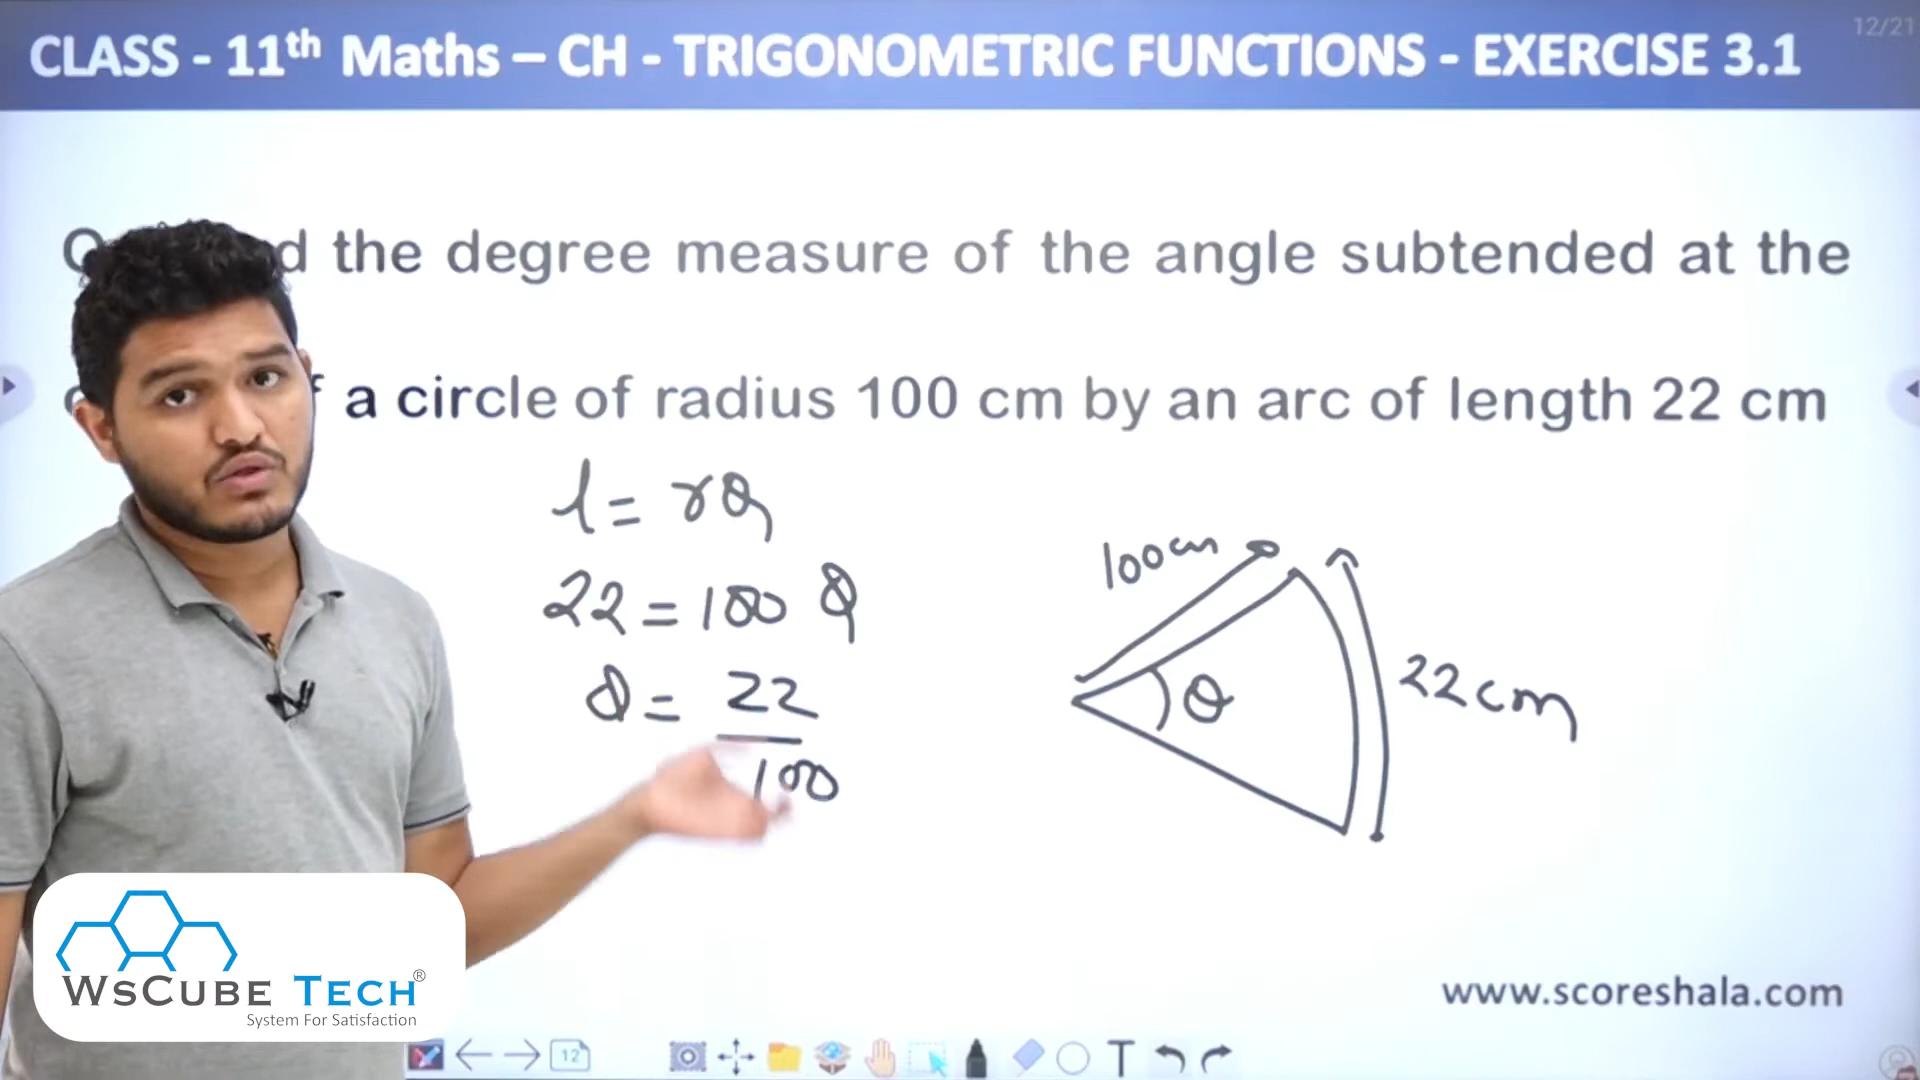 12/21
CLASS - 11th Maths – CH - TRIGONOMETRIC FUNCTIONS - EXERCISE 3.1
the degree measure of the angle subtended at the
a circle of radius 100 cm by an arc of length 22 cm
l = rθ
22 = 100 θ
θ = 22
100
100cm
θ
22cm
WsCube Tech®
System For Satisfaction
www.scoreshala.com
12
T